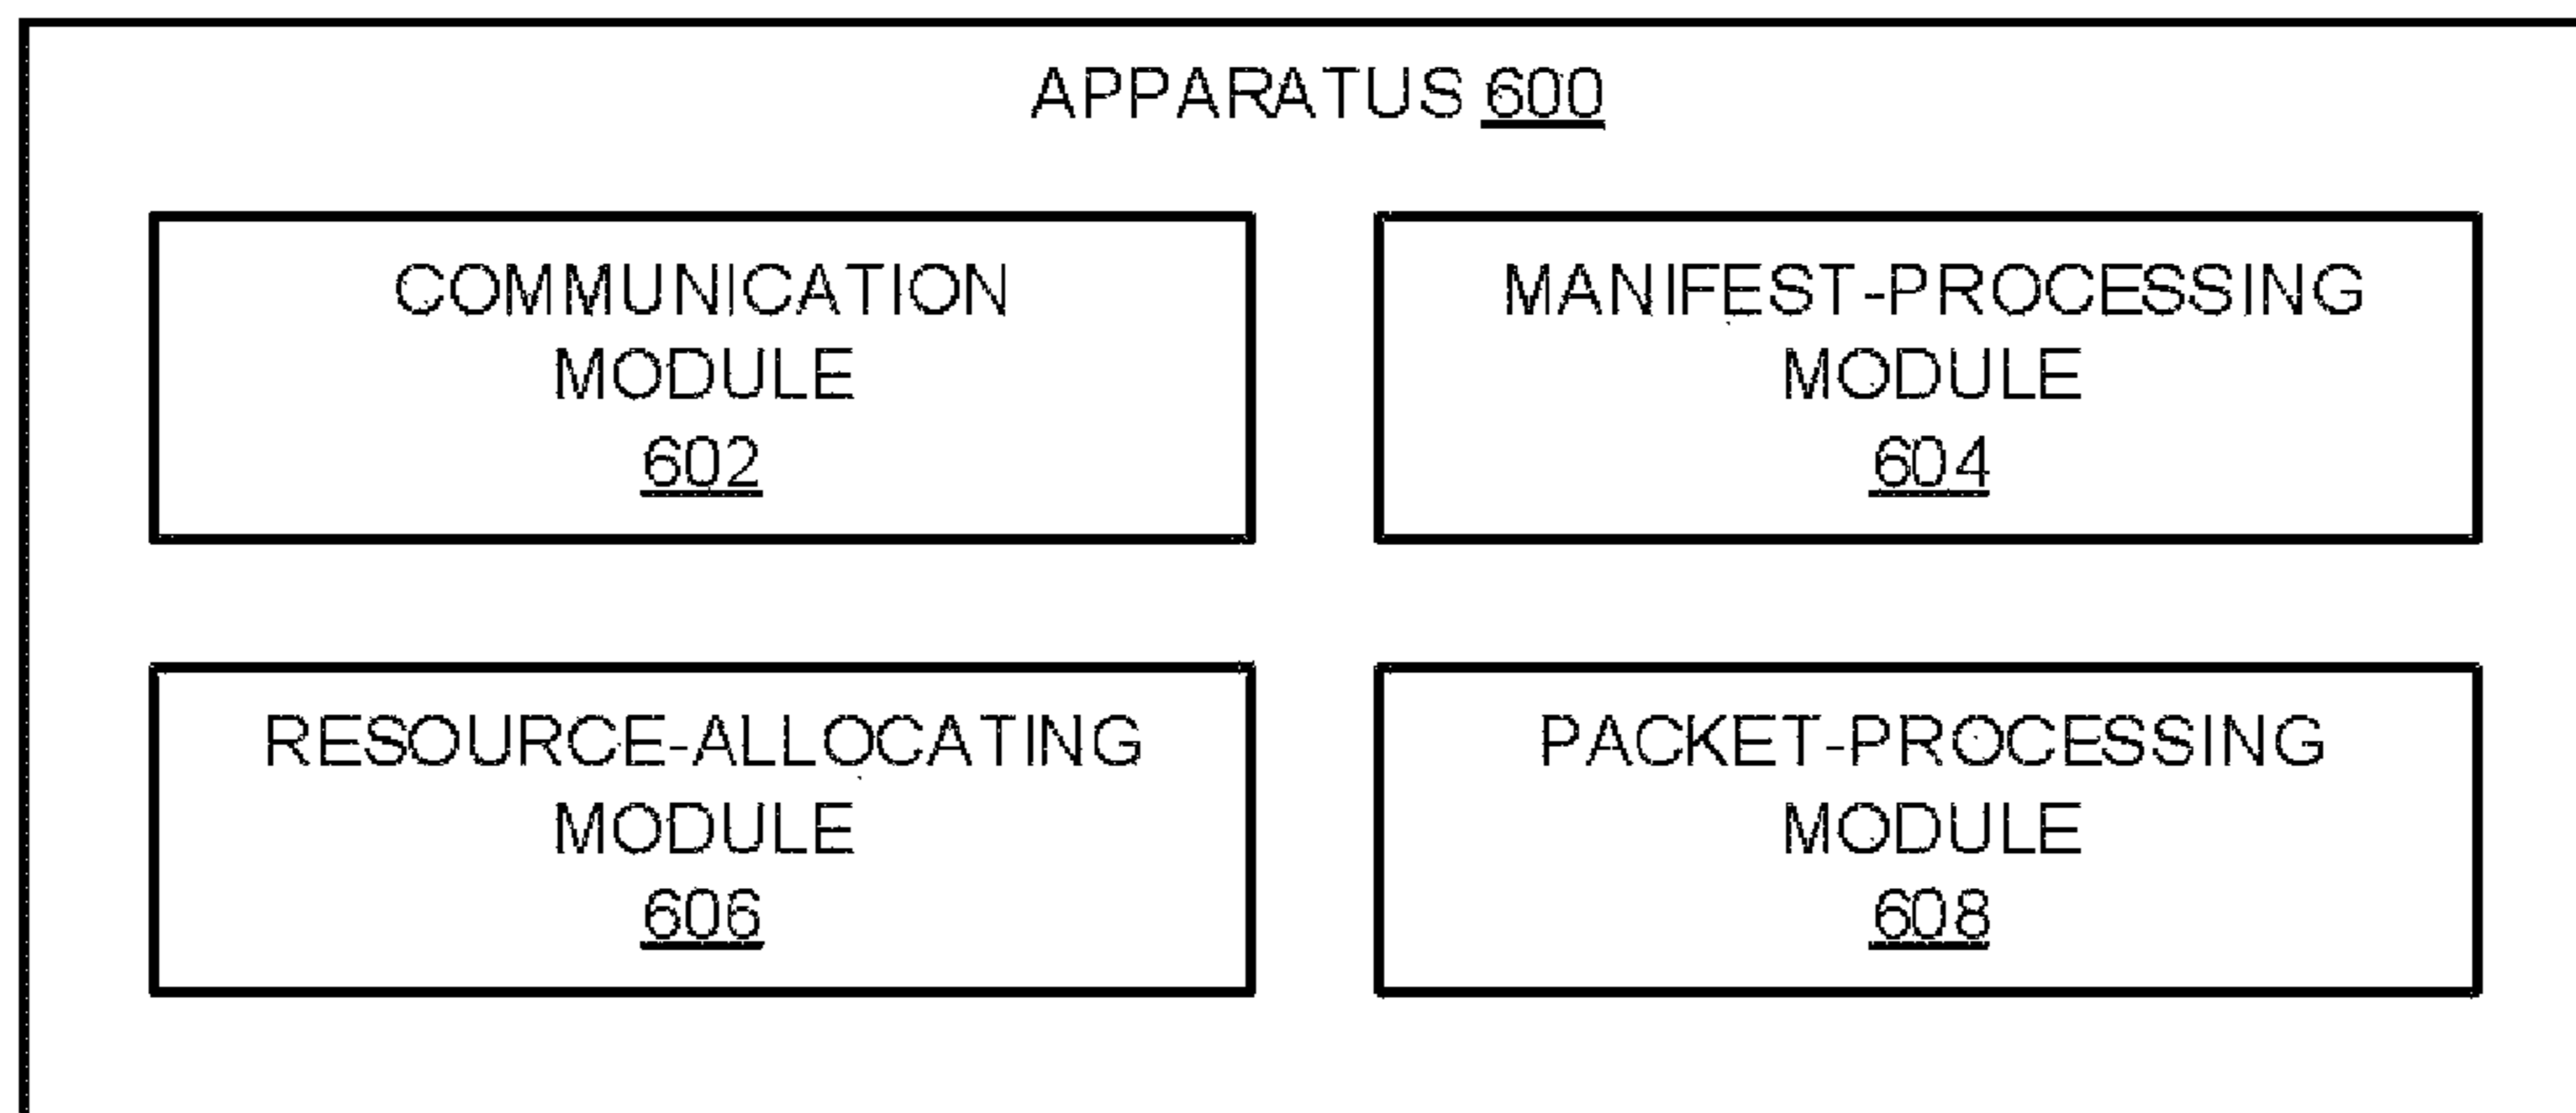 APPARATUS 600
COMMUNICATION
MODULE
602
MANIFEST-PROCESSING
MODULE
604
RESOURCE-ALLOCATING
MODULE
606
PACKET-PROCESSING
MODULE
608